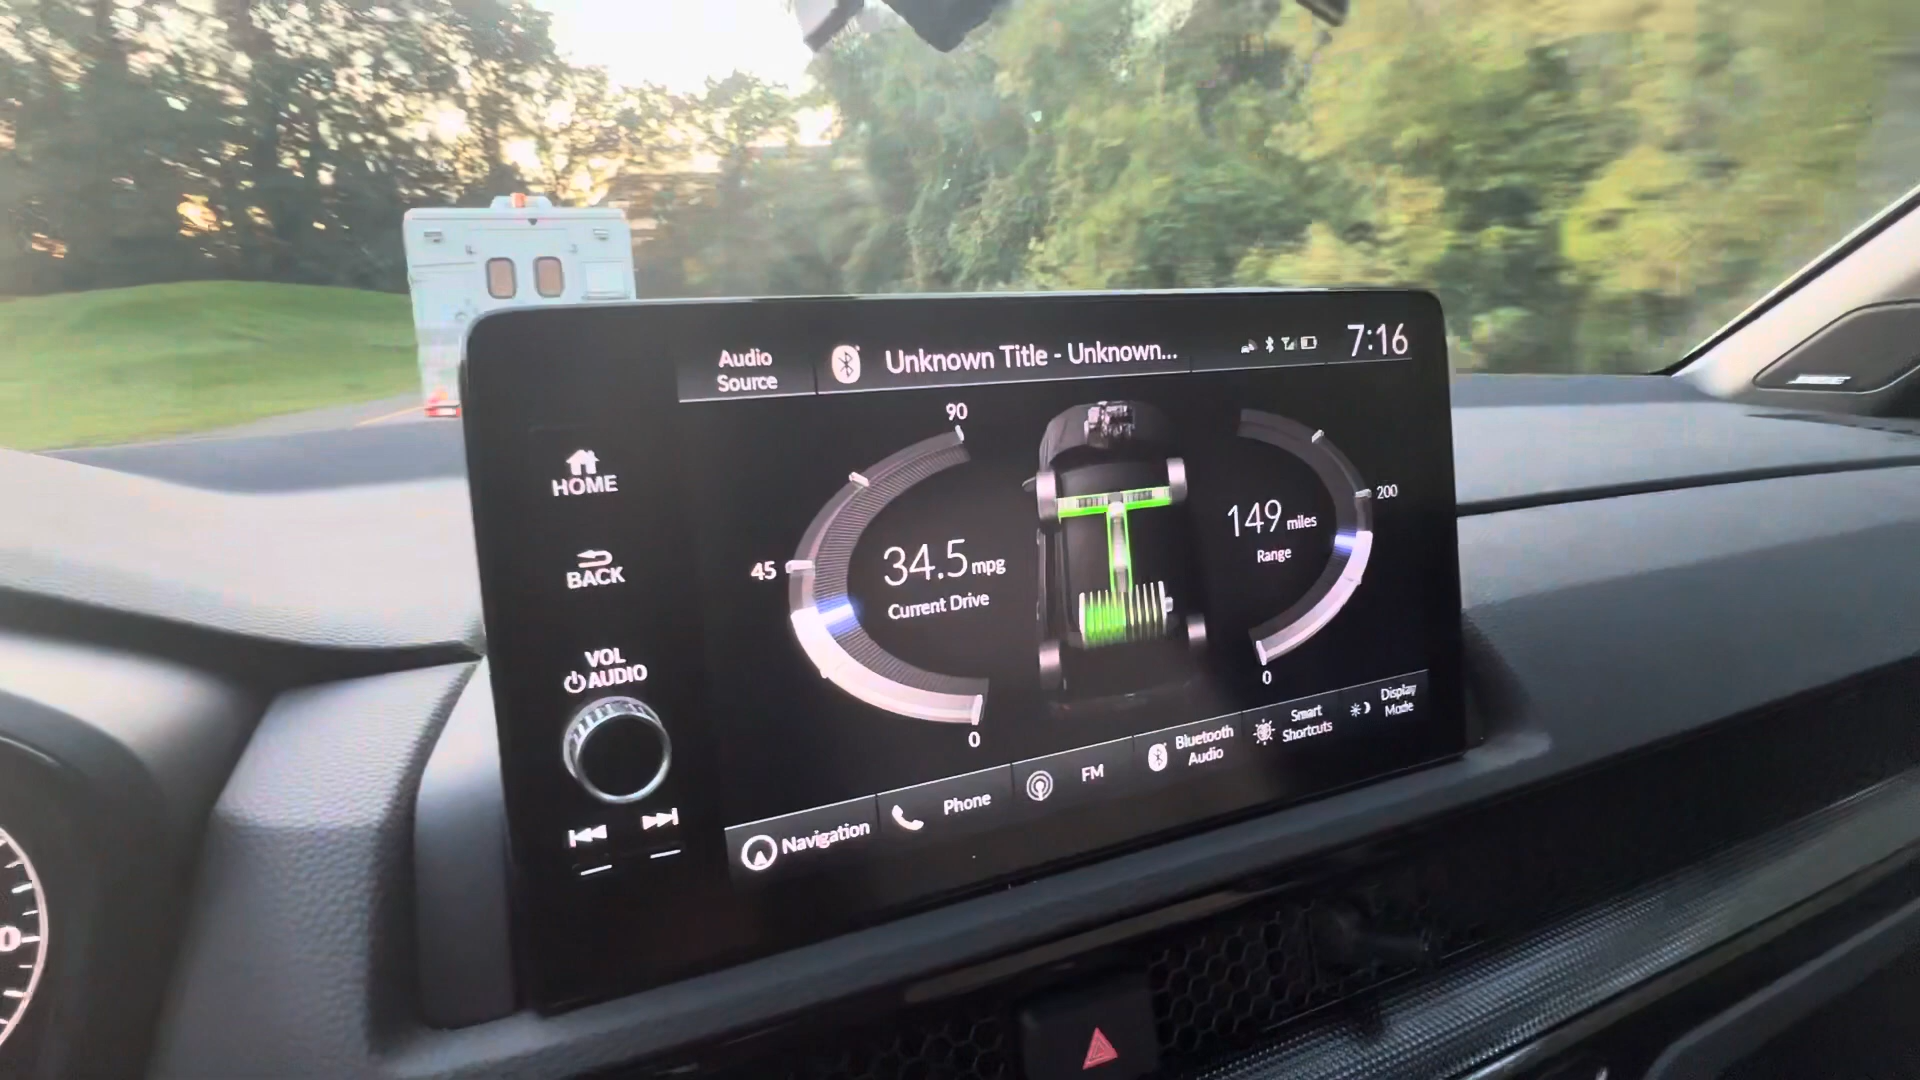 Audio
Source
Unknown Title - Unknown...
7:16
HOME
BACK
VOL
AUDIO
90
45
34.5 mpg
Current Drive
0
149 miles
Range
200
0
Navigation
Phone
FM
Bluetooth
Audio
Smart
Shortcuts
Display
Mode
0